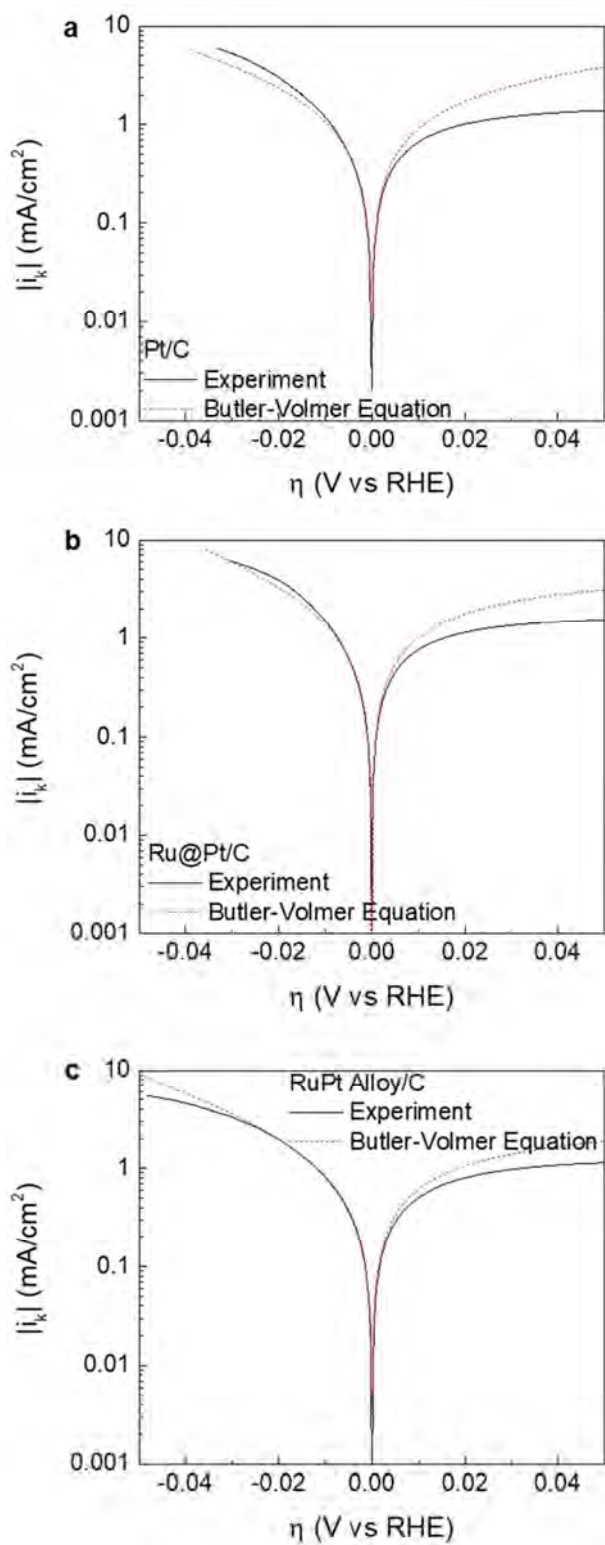 a
10
1
0.1
0.01
0.001
|iₖ| (mA/cm²)
Pt/C
Experiment
Butler-Volmer Equation
-0.04 -0.02 0.00 0.02 0.04
η (V vs RHE)
b
10
1
0.1
0.01
0.001
|iₖ| (mA/cm²)
Ru@Pt/C
Experiment
Butler-Volmer Equation
-0.04 -0.02 0.00 0.02 0.04
η (V vs RHE)
c
10
1
0.1
0.01
0.001
|iₖ| (mA/cm²)
RuPt Alloy/C
Experiment
Butler-Volmer Equation
-0.04 -0.02 0.00 0.02 0.04
η (V vs RHE)